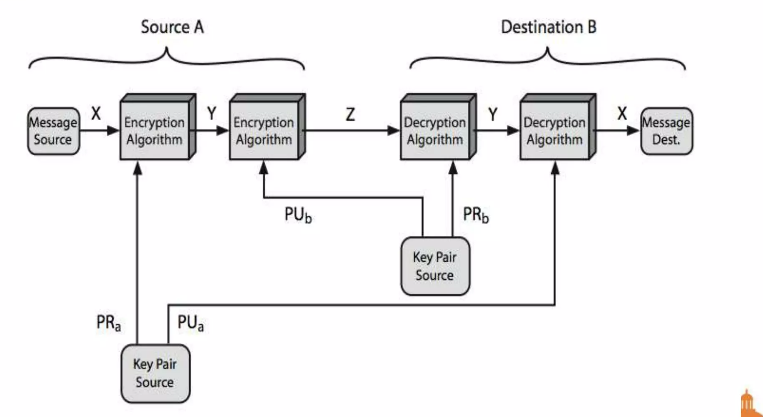 Source A
Destination B
X
Y
Z
Y
X
Message
Source
Encryption
Algorithm
Encryption
Algorithm
Decryption
Algorithm
Decryption
Algorithm
Message
Dest.
PUb
PRb
Key Pair
Source
PRa
PUa
Key Pair
Source